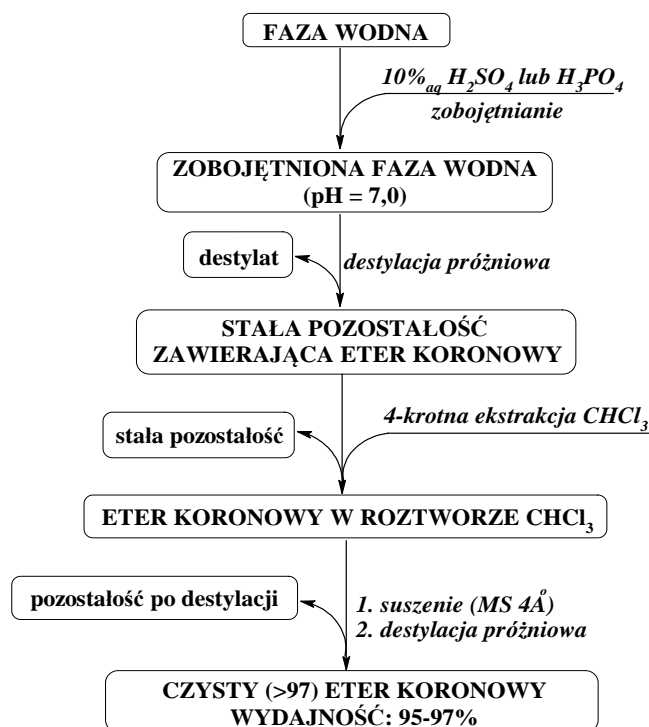 FAZA WODNA
10%aq H2SO4 lub H3PO4
zobojętnianie
ZOBOJĘTNIONA FAZA WODNA
(pH = 7,0)
destylat
destylacja próżniowa
STAŁA POZOSTAŁOŚĆ
ZAWIERAJĄCA ETER KORONOWY
4-krotna ekstrakcja CHCl3
stała pozostałość
ETER KORONOWY W ROZTWORZE CHCl3
pozostałość po destylacji
1. suszenie (MS 4Å)
2. destylacja próżniowa
CZYSTY (>97) ETER KORONOWY
WYDAJNOŚĆ: 95-97%